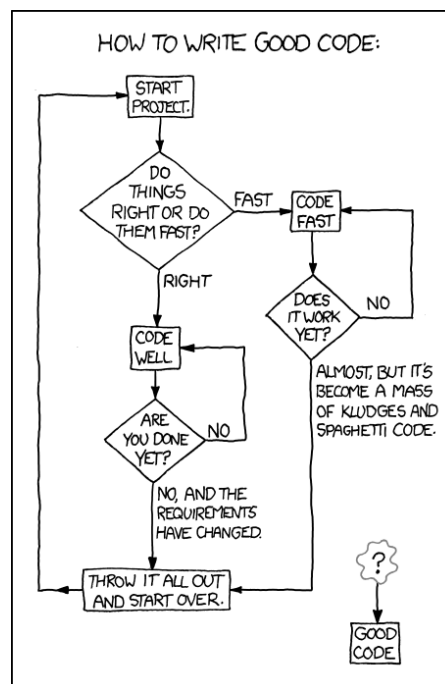 HOW TO WRITE GOOD CODE:
START
PROJECT.
DO
THINGS
RIGHT OR DO
THEM FAST?
FAST
CODE
FAST
RIGHT
DOES
IT WORK
YET?
NO
CODE
WELL
ALMOST, BUT IT'S
BECOME A MASS
OF KLUDGES AND
SPAGHETTI CODE.
ARE
YOU DONE
YET?
NO
NO, AND THE
REQUIREMENTS
HAVE CHANGED.
THROW IT ALL OUT
AND START OVER.
?
GOOD
CODE